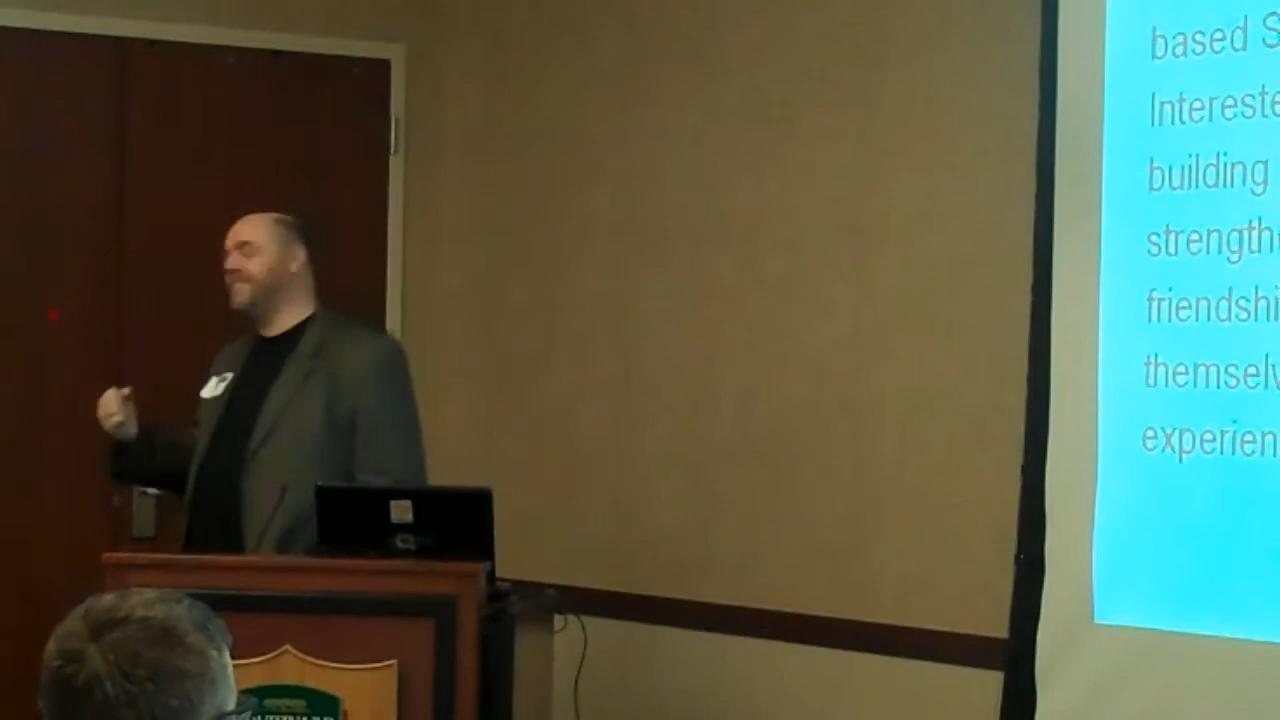 based S
Intereste
building
strength
friendshi
themselv
experien